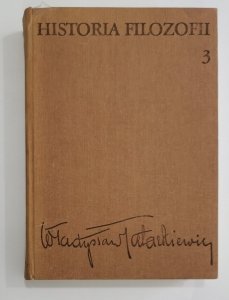 HISTORIA FILOZOFII
3
Władysław Tatarkiewicz